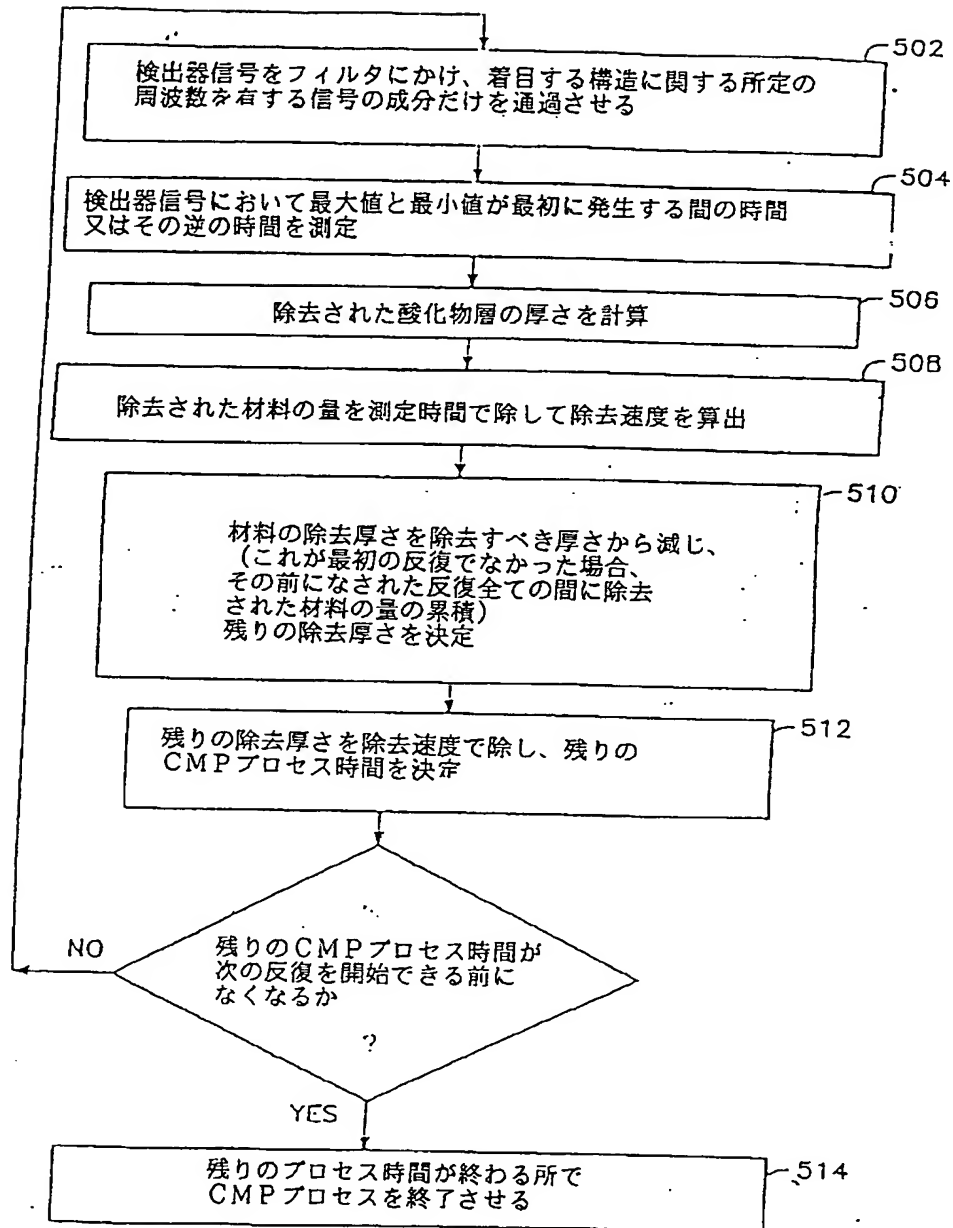 502
検出器信号をフィルタにかけ、着目する構造に関する所定の
周波数を有する信号の成分だけを通過させる
504
検出器信号において最大値と最小値が最初に発生する間の時間
又はその逆の時間を測定
506
除去された酸化物層の厚さを計算
508
除去された材料の量を測定時間で除して除去速度を算出
510
材料の除去厚さを除去すべき厚さから減じ、
(これが最初の反復でなかった場合、
その前になされた反復全ての間に除去
された材料の量の累積)
残りの除去厚さを決定
512
残りの除去厚さを除去速度で除し、残りの
CMPプロセス時間を決定
NO
残りのCMPプロセス時間が
次の反復を開始できる前に
なくなるか
?
YES
514
残りのプロセス時間が終わる所で
CMPプロセスを終了させる